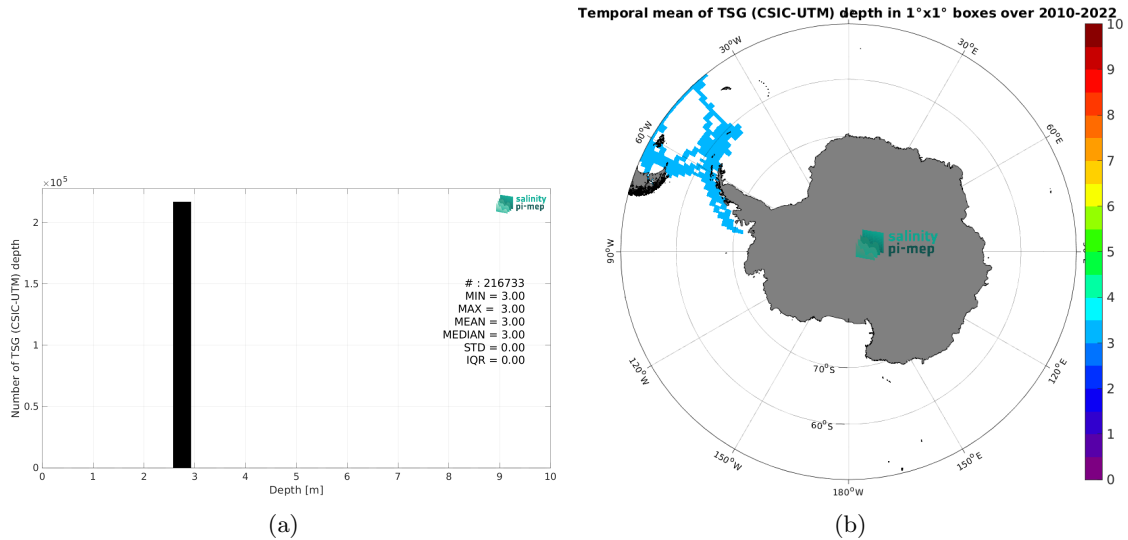 ×10⁵
2
1.5
1
0.5
0
Number of TSG (CSIC-UTM) depth
salinity
pi-mep
# : 216733
MIN = 3.00
MAX = 3.00
MEAN = 3.00
MEDIAN = 3.00
STD = 0.00
IQR = 0.00
0 1 2 3 4 5 6 7 8 9 10
Depth [m]
(a)
Temporal mean of TSG (CSIC-UTM) depth in 1°x1° boxes over 2010-2022
30°W
30°E
60°W
60°E
90°W
salinity
pi-mep
120°W
120°E
70°S
60°S
150°W
150°E
180°W
10
9
8
7
6
5
4
3
2
1
0
(b)